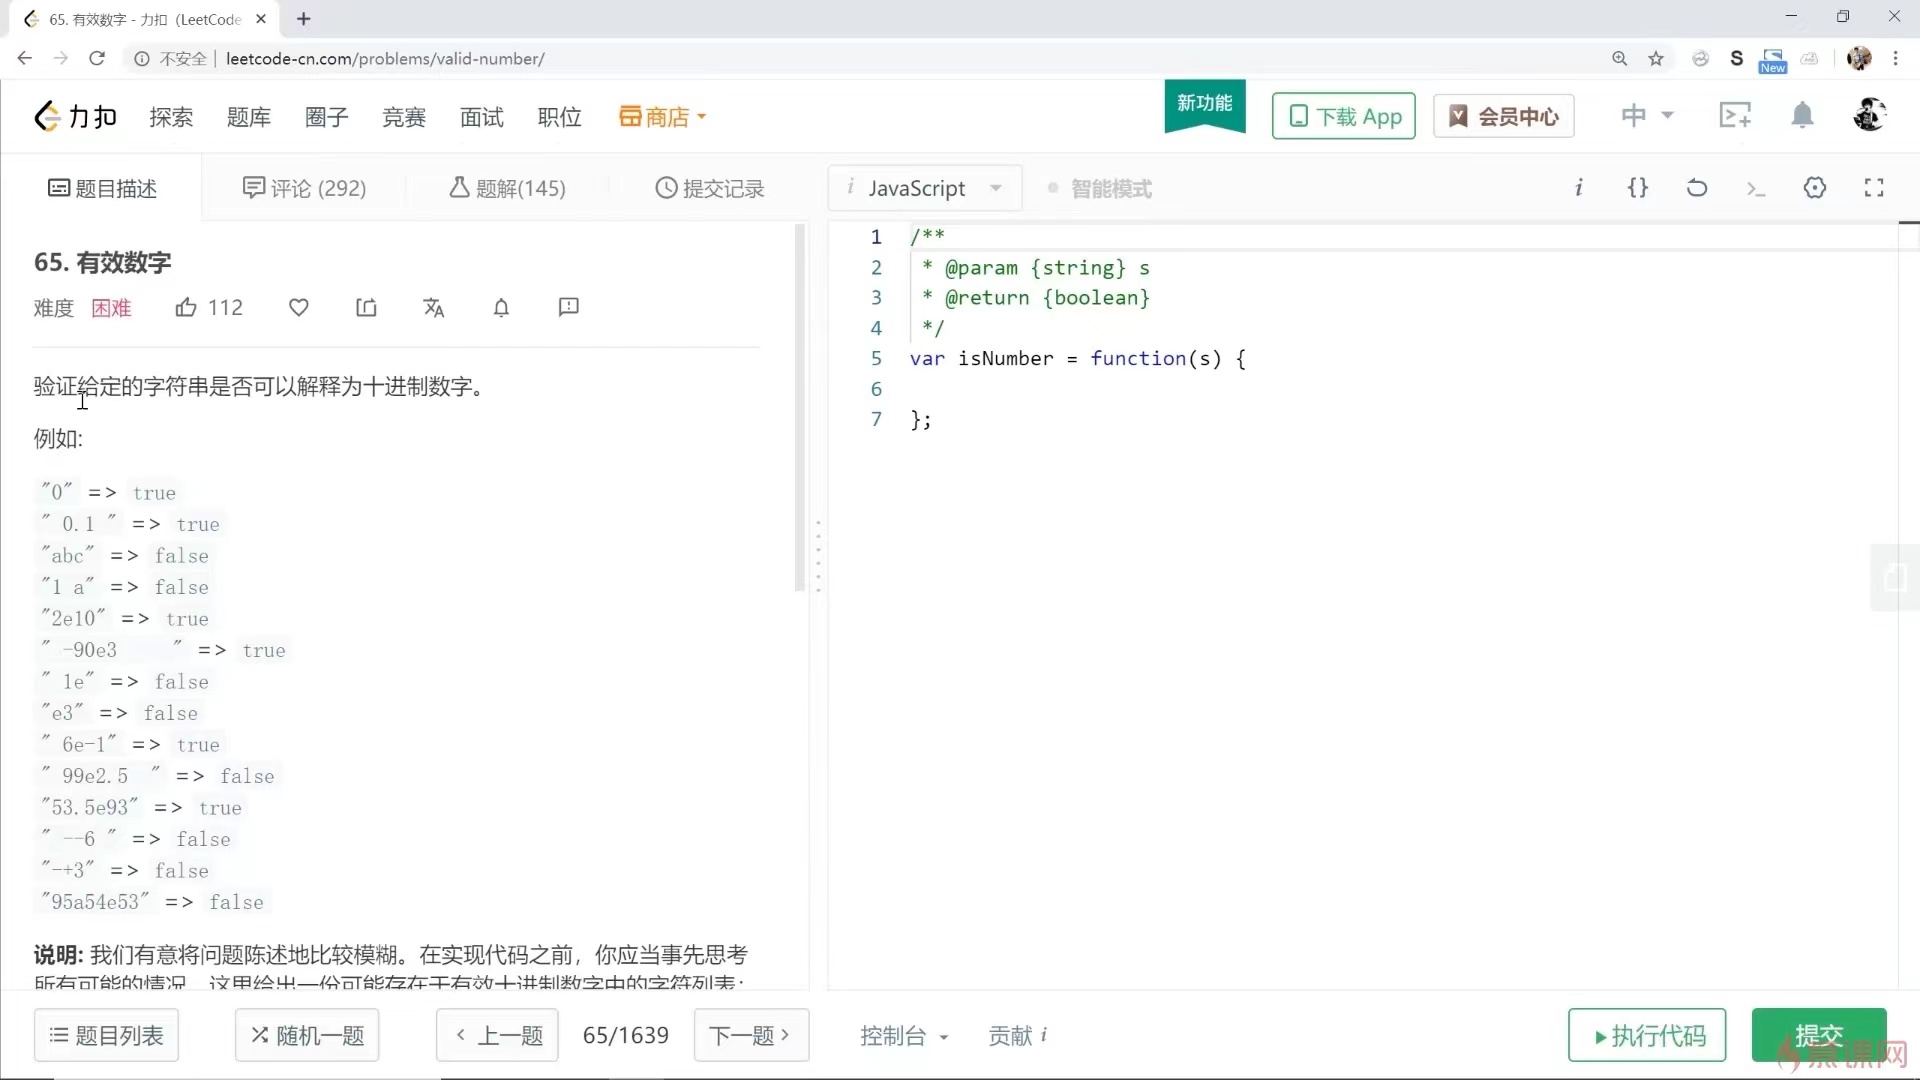 65. 有效数字 - 力扣（LeetCode
不安全 | leetcode-cn.com/problems/valid-number/
New
力扣 探索 题库 圈子 竞赛 面试 职位 商店 新功能 下载 App 会员中心 中
题目描述 评论 (292) 题解(145) 提交记录 i JavaScript 智能模式
65. 有效数字
难度 困难 112
验证给定的字符串是否可以解释为十进制数字。
例如:
"0" => true
" 0.1 " => true
"abc" => false
"1 a" => false
"2e10" => true
" -90e3   " => true
" 1e" => false
"e3" => false
" 6e-1" => true
" 99e2.5  " => false
"53.5e93" => true
" --6 " => false
"-+3" => false
"95a54e53" => false
说明: 我们有意将问题陈述地比较模糊。在实现代码之前，你应当事先思考
所有可能的情况。这里给出一份可能存在于有效十进制数字中的字符列表：
1 /**
2  * @param {string} s
3  * @return {boolean}
4  */
5 var isNumber = function(s) {
6
7 };
题目列表 随机一题 上一题 65/1639 下一题 控制台 贡献 i 执行代码 提交
慕课网